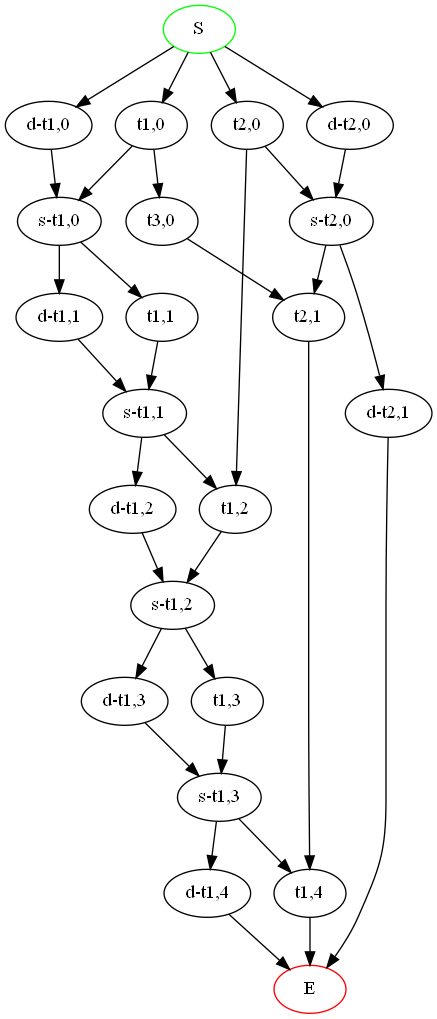 S
d-t1,0
t1,0
t2,0
d-t2,0
s-t1,0
t3,0
s-t2,0
d-t1,1
t1,1
t2,1
s-t1,1
d-t2,1
d-t1,2
t1,2
s-t1,2
d-t1,3
t1,3
s-t1,3
d-t1,4
t1,4
E